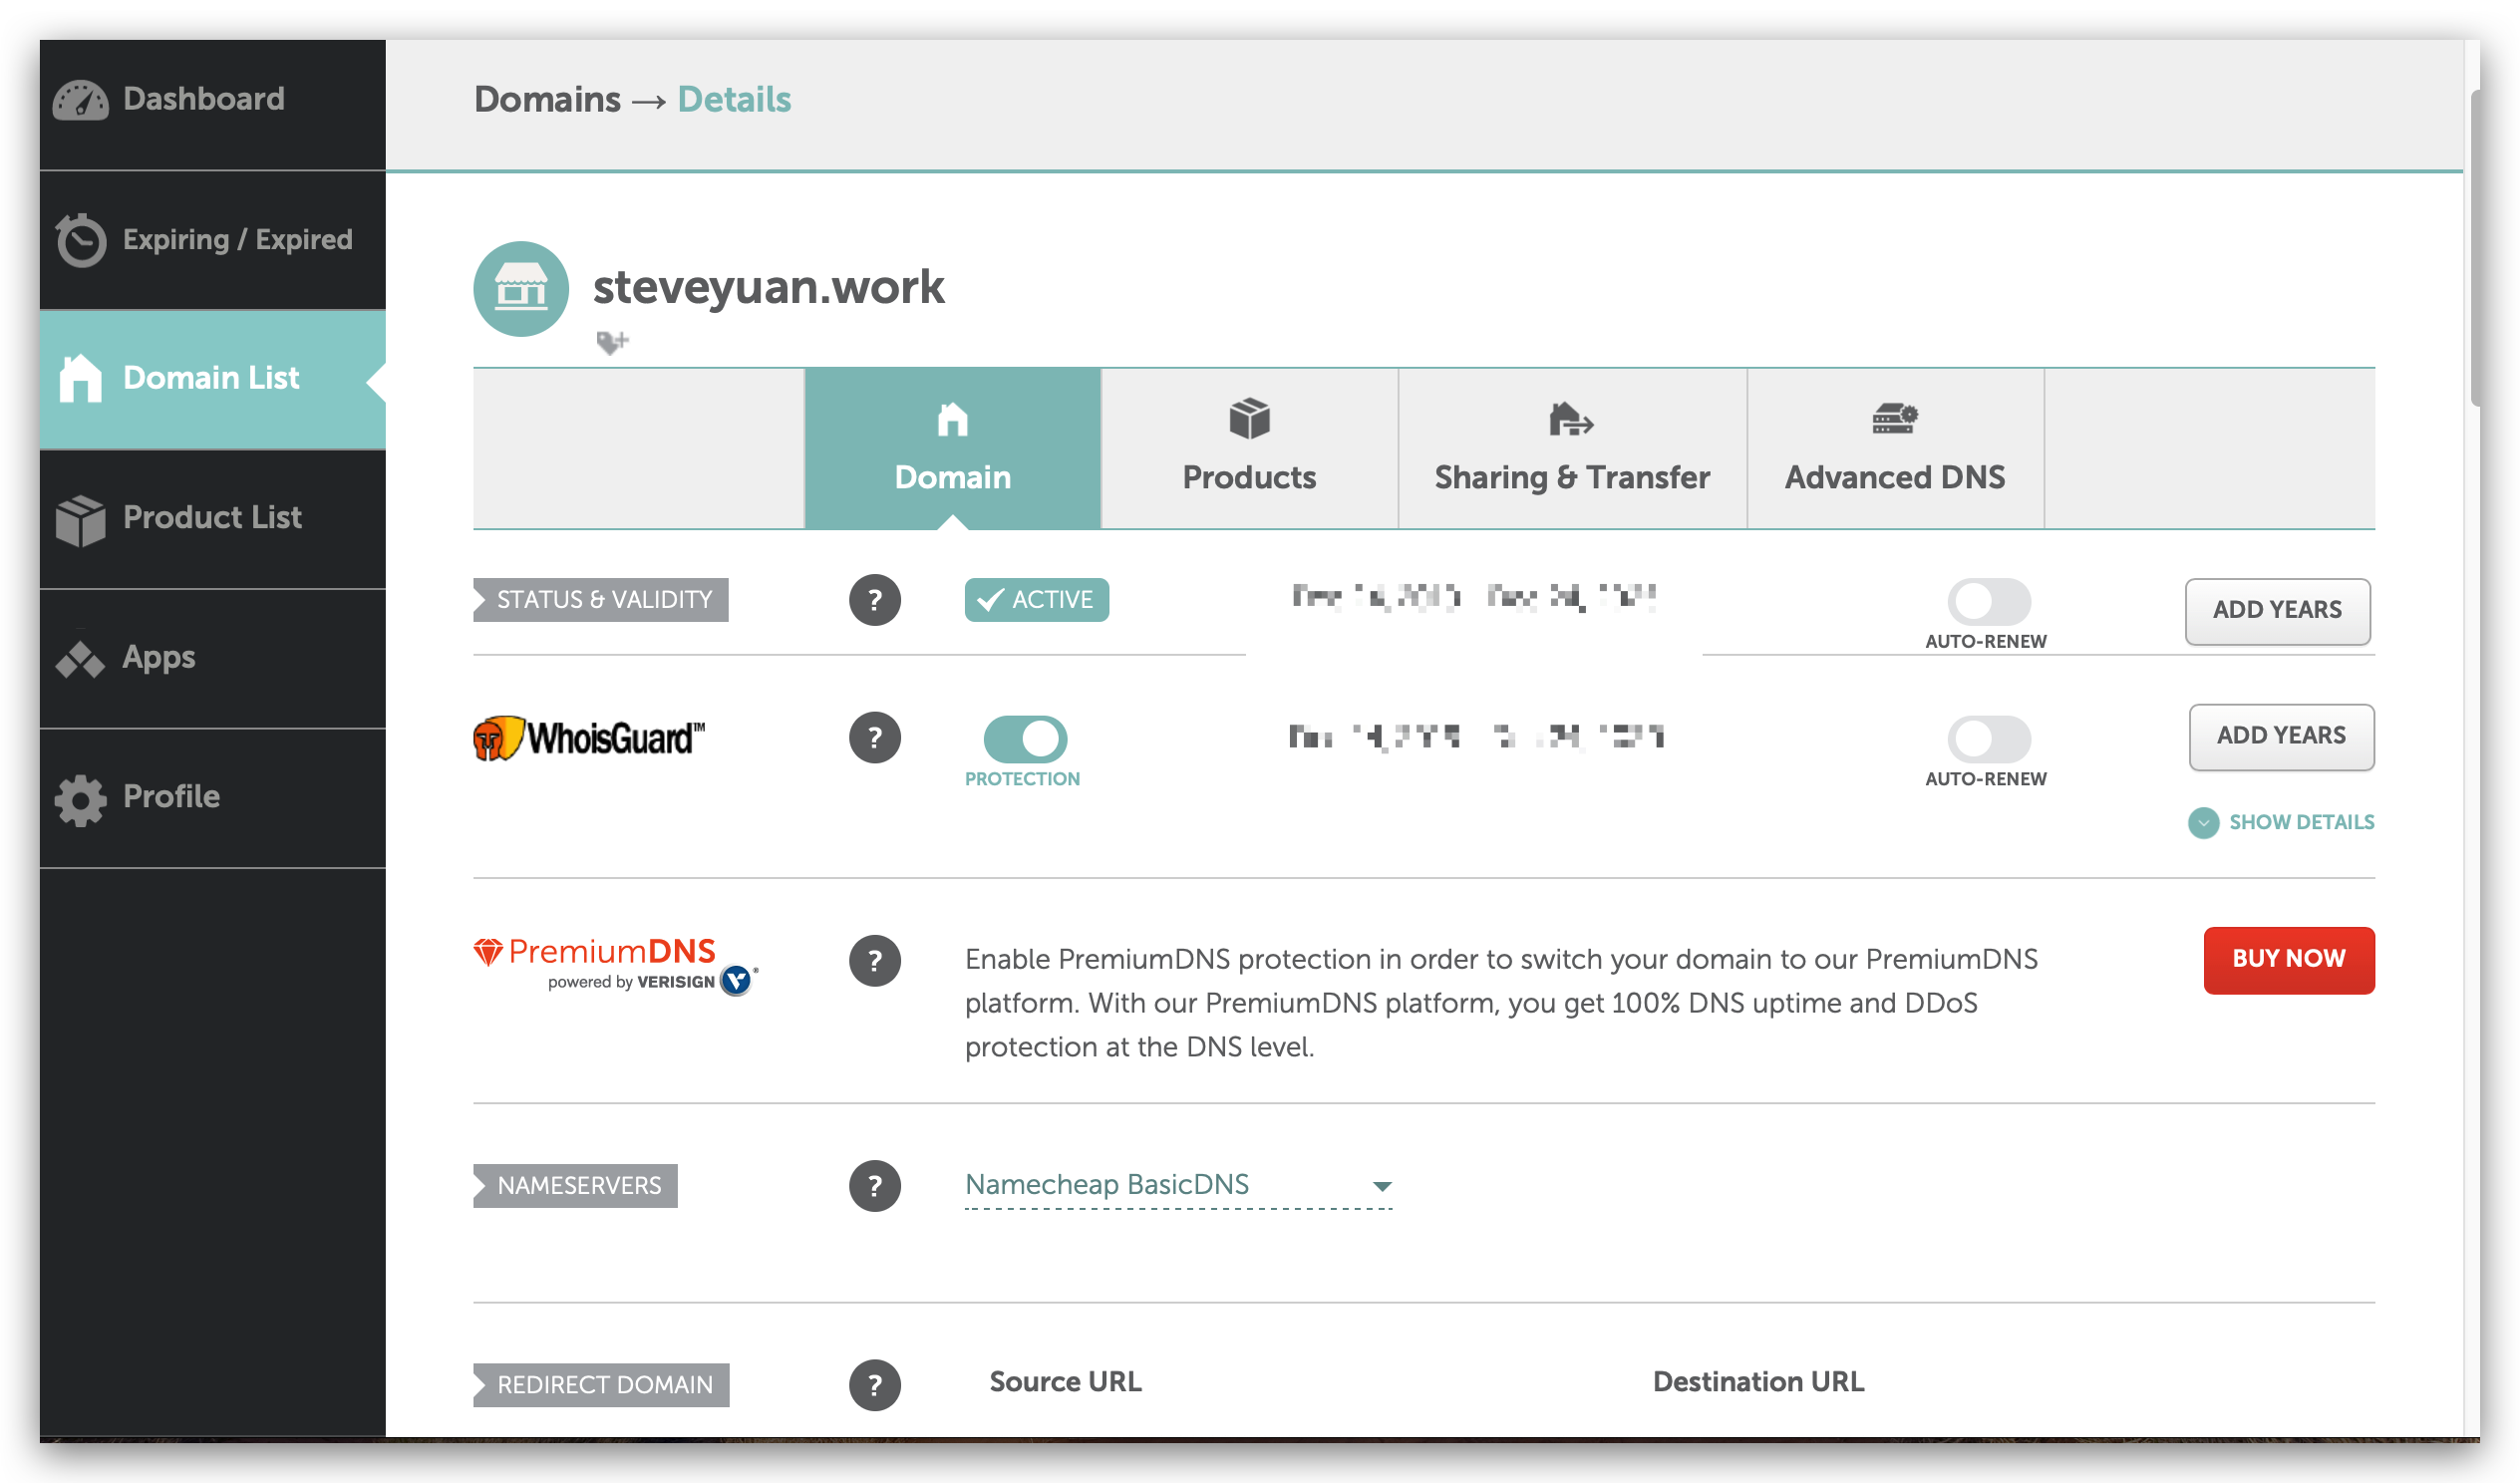 Dashboard
Expiring / Expired
Domain List
Product List
Apps
Profile
Domains → Details
steveyuan.work
Domain
Products
Sharing & Transfer
Advanced DNS
STATUS & VALIDITY
?
ACTIVE
AUTO-RENEW
ADD YEARS
WhoisGuard™
?
PROTECTION
AUTO-RENEW
ADD YEARS
SHOW DETAILS
PremiumDNS
powered by VERISIGN
?
Enable PremiumDNS protection in order to switch your domain to our PremiumDNS
platform. With our PremiumDNS platform, you get 100% DNS uptime and DDoS
protection at the DNS level.
BUY NOW
NAMESERVERS
?
Namecheap BasicDNS
REDIRECT DOMAIN
?
Source URL
Destination URL